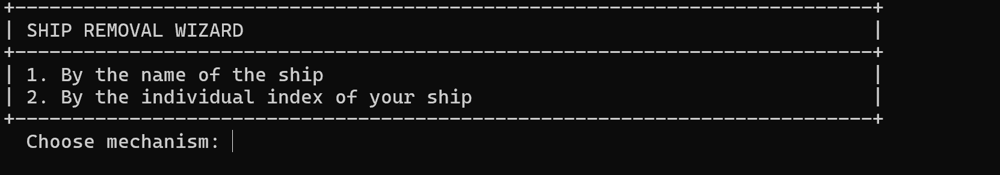 +---------------------------------------------------------------------------+
| SHIP REMOVAL WIZARD                                                       |
+---------------------------------------------------------------------------+
| 1. By the name of the ship                                                |
| 2. By the individual index of your ship                                   |
+---------------------------------------------------------------------------+
  Choose mechanism: